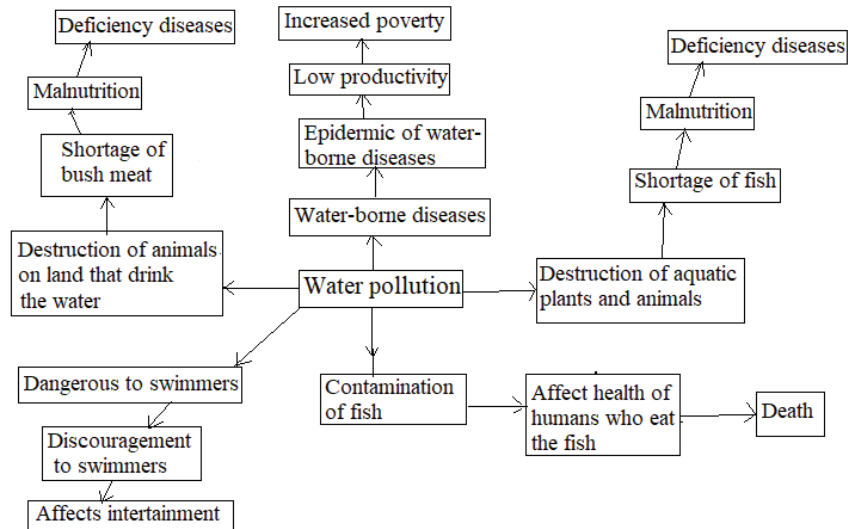 Deficiency diseases
Malnutrition
Shortage of
bush meat
Destruction of animals
on land that drink
the water
Increased poverty
Low productivity
Epidermic of water-
borne diseases
Water-borne diseases
Water pollution
Deficiency diseases
Malnutrition
Shortage of fish
Destruction of aquatic
plants and animals
Dangerous to swimmers
Discouragement
to swimmers
Affects intertainment
Contamination
of fish
Affect health of
humans who eat
the fish
Death